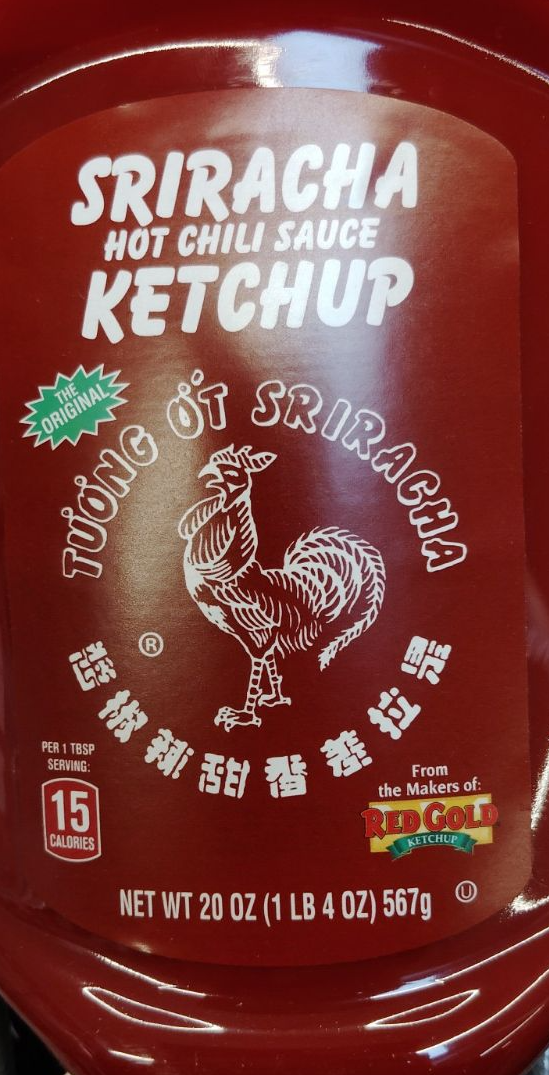 SRIRACHA
HOT CHILI SAUCE
KETCHUP
THE
ORIGINAL
TƯƠNG ỚT SRIRACHA
®
是拉差香甜辣椒醬
PER 1 TBSP
SERVING:
15
CALORIES
From
the Makers of:
RED GOLD
KETCHUP
NET WT 20 OZ (1 LB 4 OZ) 567g
U